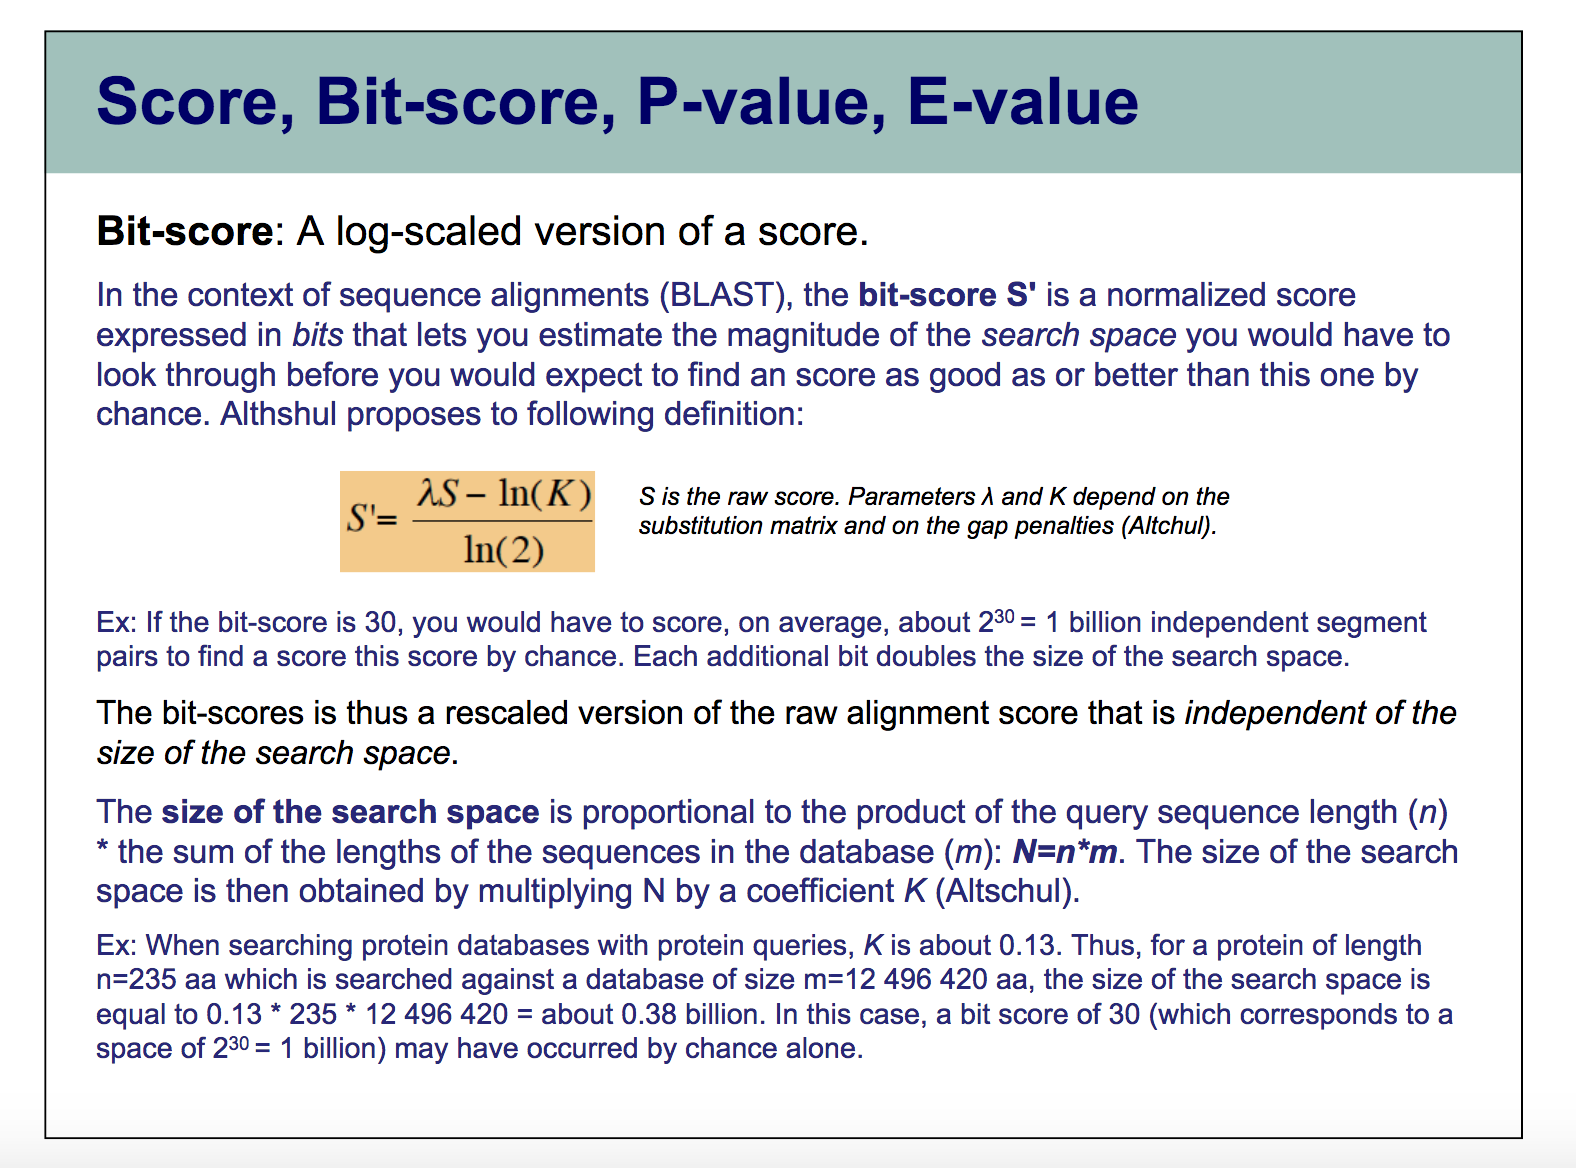 Score, Bit-score, P-value, E-value
Bit-score: A log-scaled version of a score.
In the context of sequence alignments (BLAST), the bit-score S' is a normalized score
expressed in bits that lets you estimate the magnitude of the search space you would have to
look through before you would expect to find an score as good as or better than this one by
chance. Althshul proposes to following definition:
S'= (λS – ln(K)) / ln(2)
S is the raw score. Parameters λ and K depend on the
substitution matrix and on the gap penalties (Altchul).
Ex: If the bit-score is 30, you would have to score, on average, about 2³⁰ = 1 billion independent segment
pairs to find a score this score by chance. Each additional bit doubles the size of the search space.
The bit-scores is thus a rescaled version of the raw alignment score that is independent of the
size of the search space.
The size of the search space is proportional to the product of the query sequence length (n)
* the sum of the lengths of the sequences in the database (m): N=n*m. The size of the search
space is then obtained by multiplying N by a coefficient K (Altschul).
Ex: When searching protein databases with protein queries, K is about 0.13. Thus, for a protein of length
n=235 aa which is searched against a database of size m=12 496 420 aa, the size of the search space is
equal to 0.13 * 235 * 12 496 420 = about 0.38 billion. In this case, a bit score of 30 (which corresponds to a
space of 2³⁰ = 1 billion) may have occurred by chance alone.